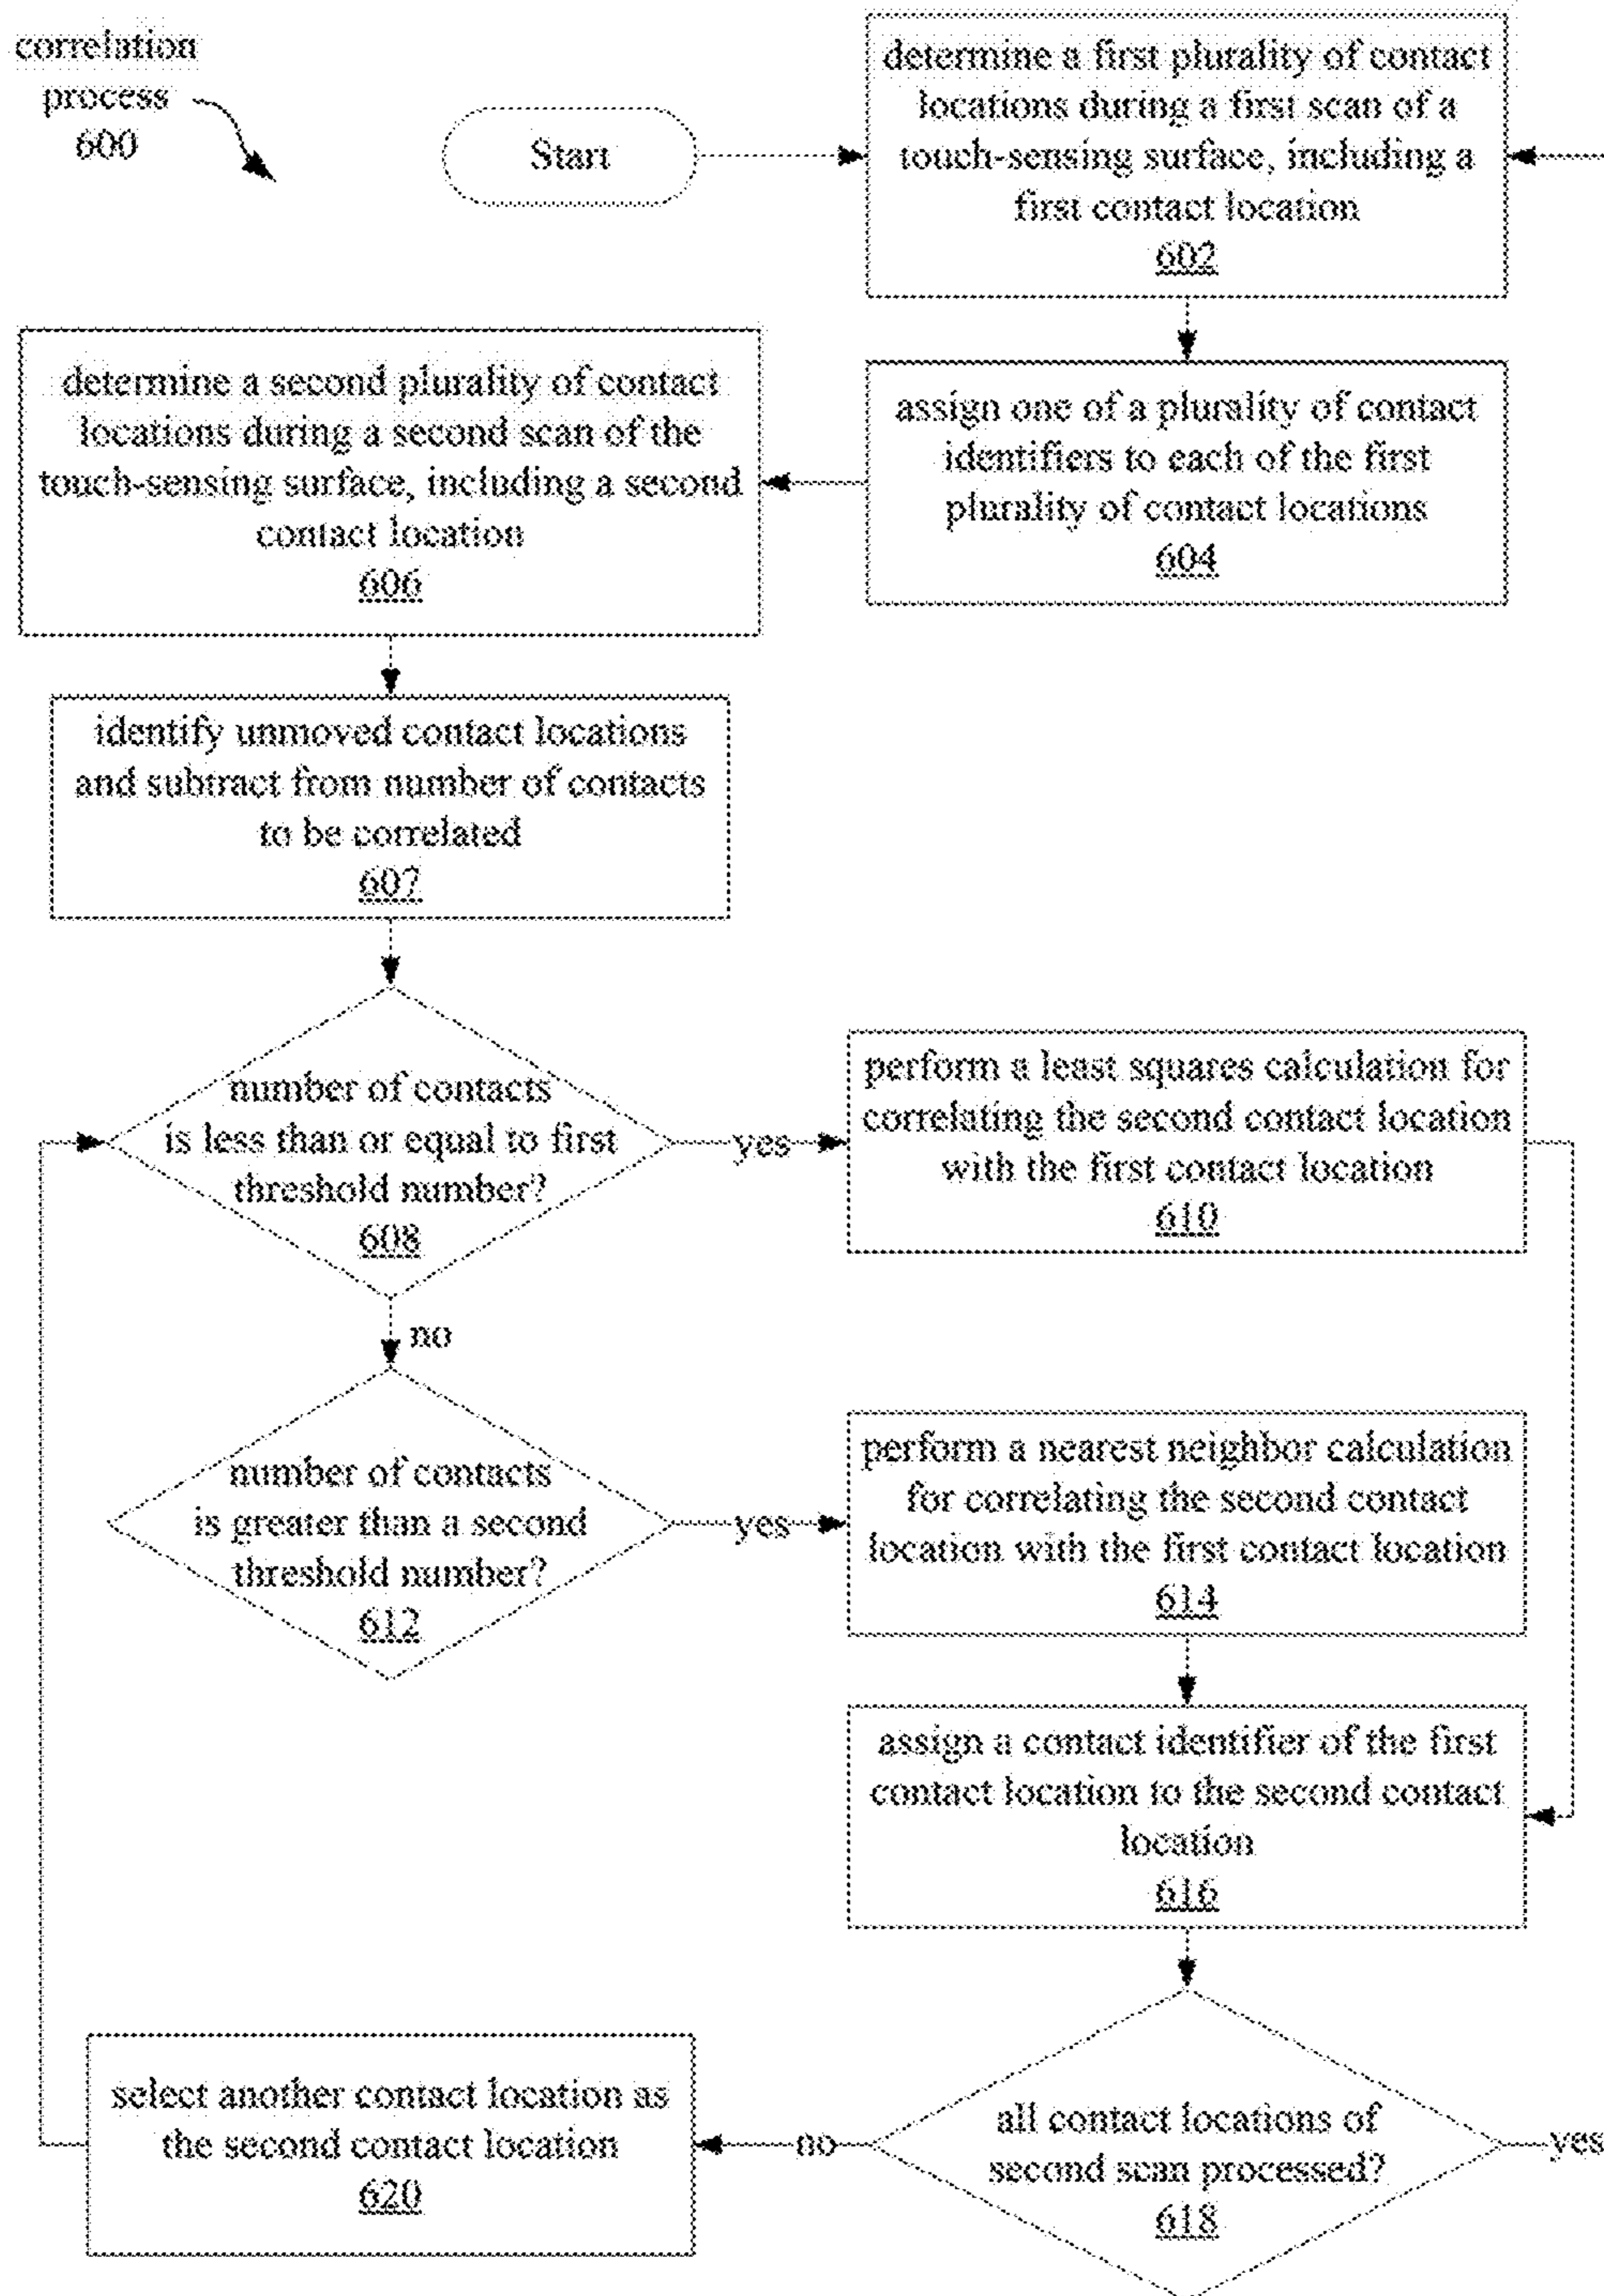 correlation
process
600
Start
determine a first plurality of contact
locations during a first scan of a
touch-sensing surface, including a
first contact location
602
assign one of a plurality of contact
identifiers to each of the first
plurality of contact locations
604
determine a second plurality of contact
locations during a second scan of the
touch-sensing surface, including a second
contact location
606
identify unmoved contact locations
and subtract from number of contacts
to be correlated
607
number of contacts
is less than or equal to first
threshold number?
608
yes
perform a least squares calculation for
correlating the second contact location
with the first contact location
610
no
number of contacts
is greater than a second
threshold number?
612
yes
perform a nearest neighbor calculation
for correlating the second contact
location with the first contact location
614
assign a contact identifier of the first
contact location to the second contact
location
616
all contact locations of
second scan processed?
618
yes
no
select another contact location as
the second contact location
620